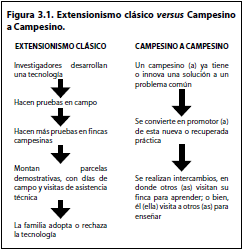 Figura 3.1. Extensionismo clásico versus Campesino
a Campesino.
EXTENSIONISMO CLÁSICO
Investigadores desarrollan
una tecnología
Hacen pruebas en campo
Hacen más pruebas en fincas
campesinas
Montan parcelas
demostrativas, con días de
campo y visitas de asistencia
técnica
La familia adopta o rechaza
la tecnología
CAMPESINO A CAMPESINO
Un campesino (a) ya tiene
o innova una solución a un
problema común
Se convierte en promotor (a)
de esta nueva o recuperada
práctica
Se realizan intercambios, en
donde otros (as) visitan su
finca para aprender; o bien,
él (ella) visita a otros (as) para
enseñar